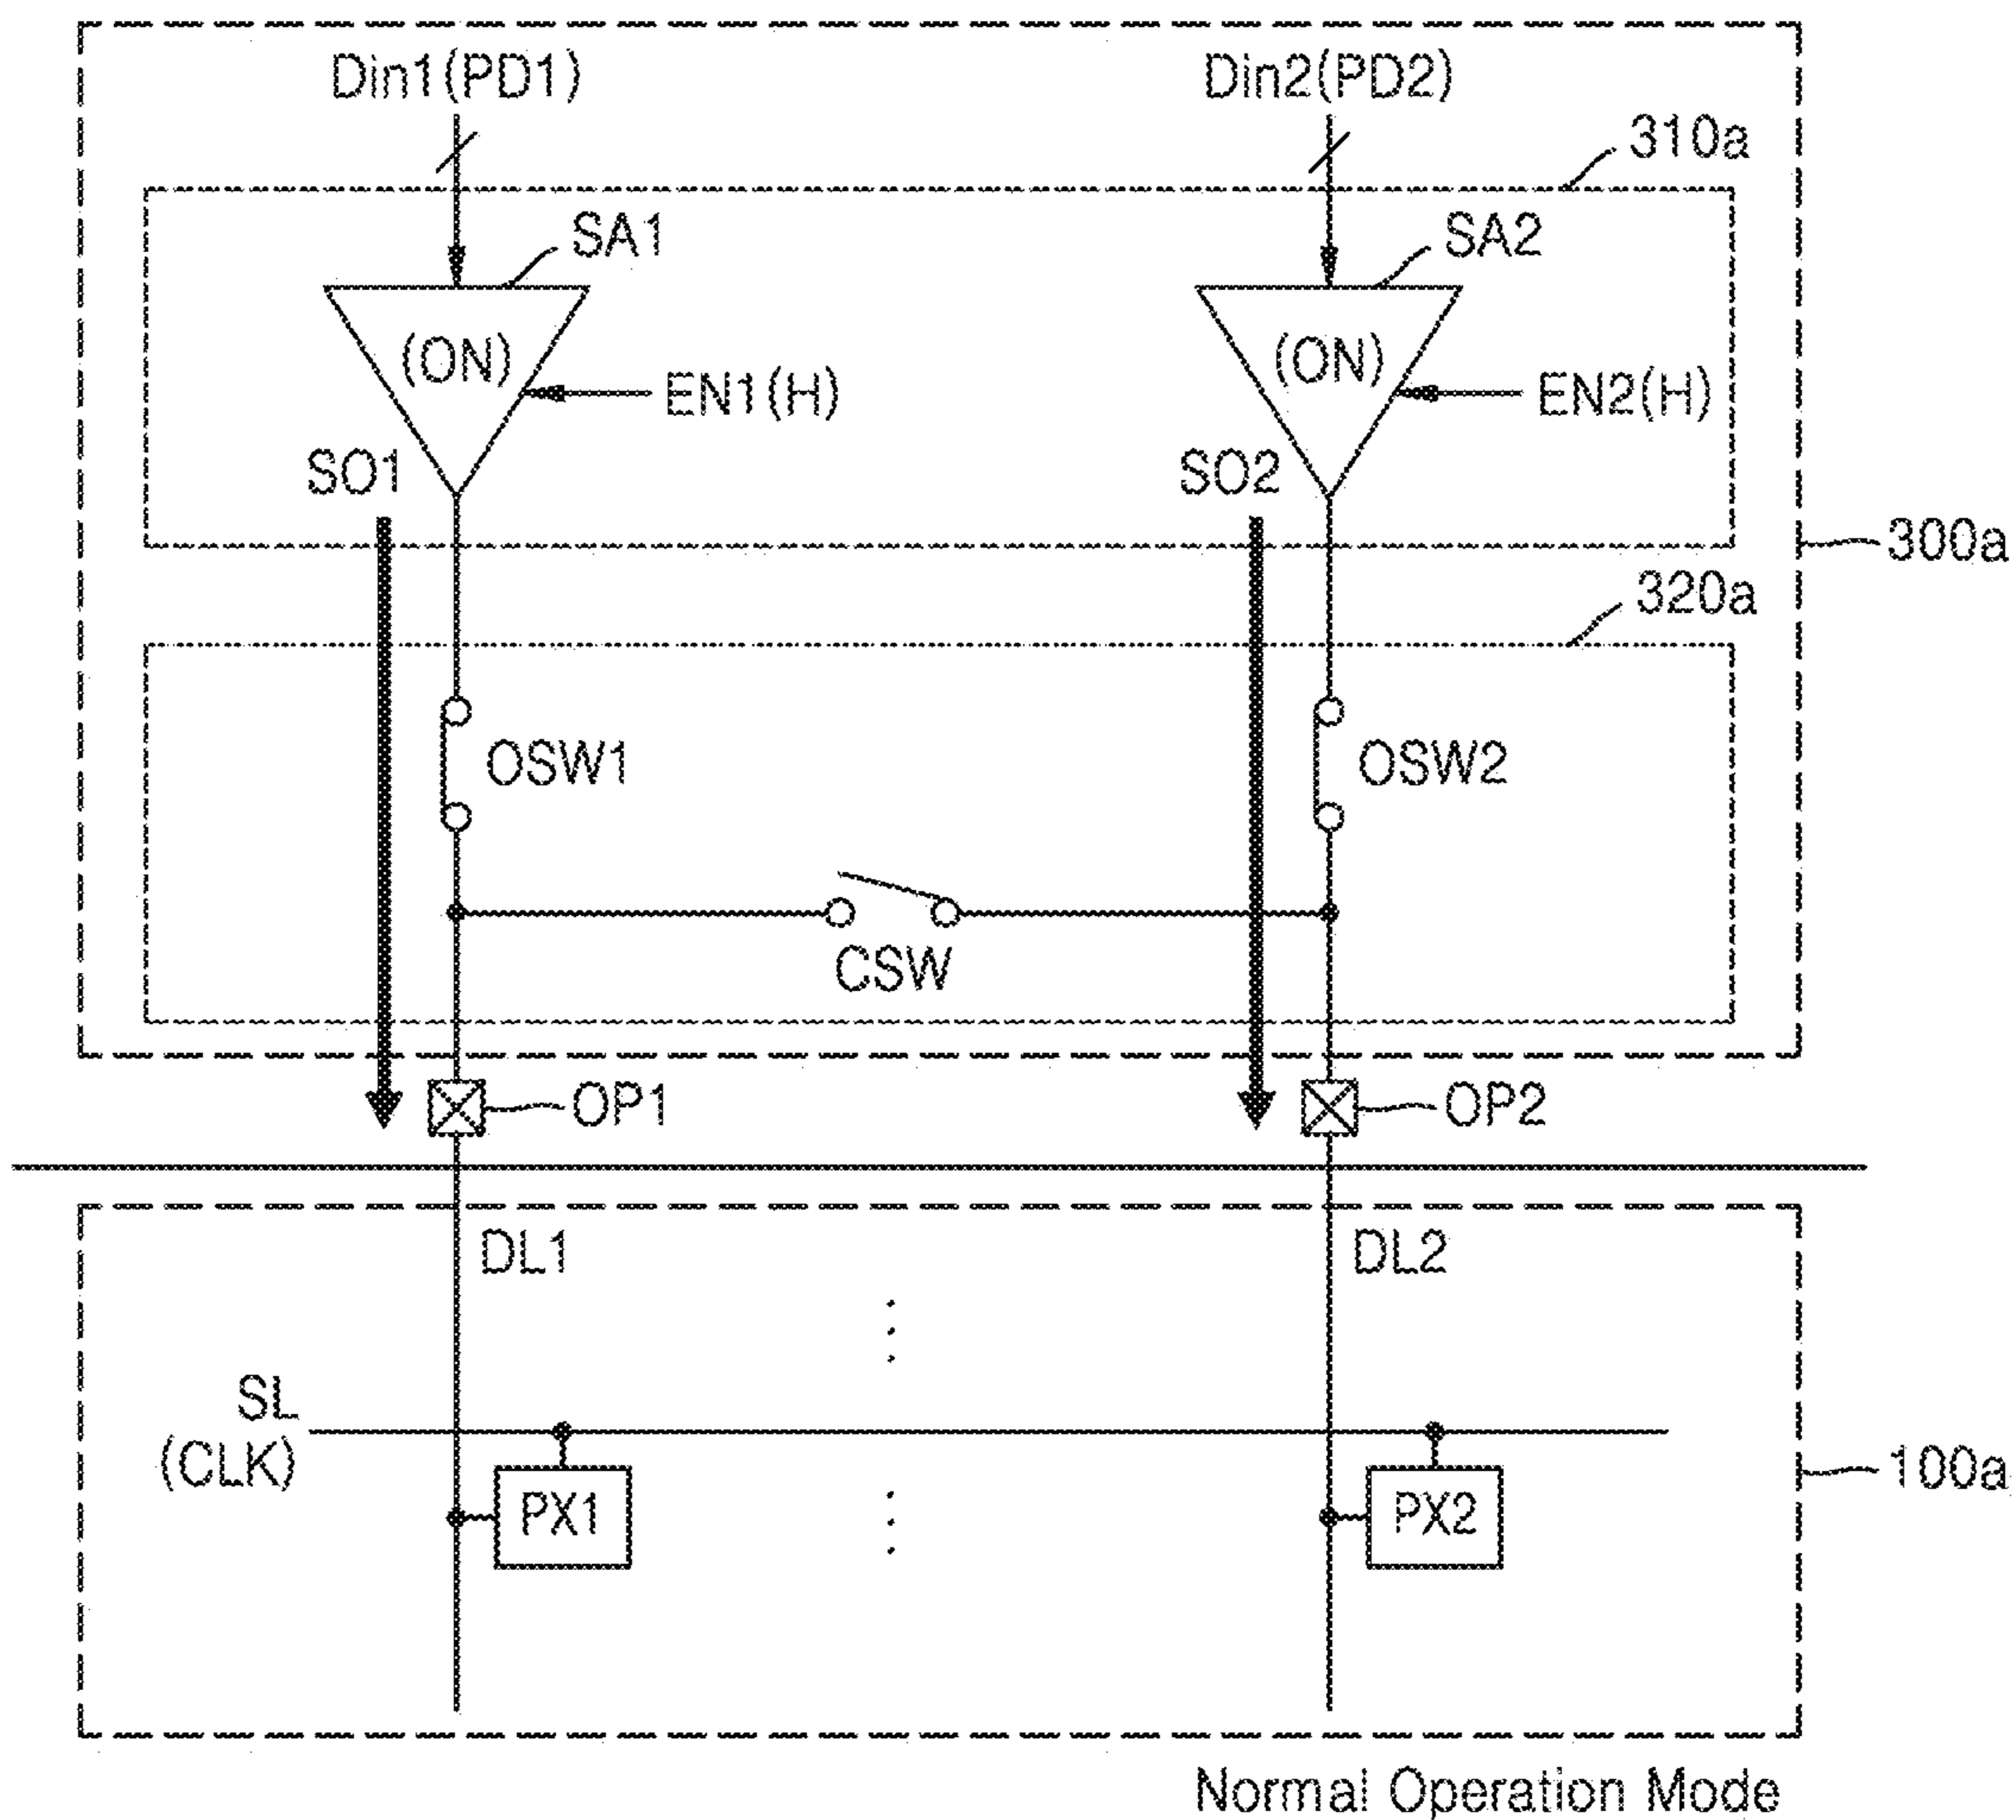 Din1(PD1)
Din2(PD2)
310a
SA1
SA2
(ON)
(ON)
EN1(H)
EN2(H)
SO1
SO2
300a
320a
OSW1
OSW2
CSW
OP1
OP2
DL1
DL2
SL
(CLK)
100a
PX1
PX2
Normal Operation Mode